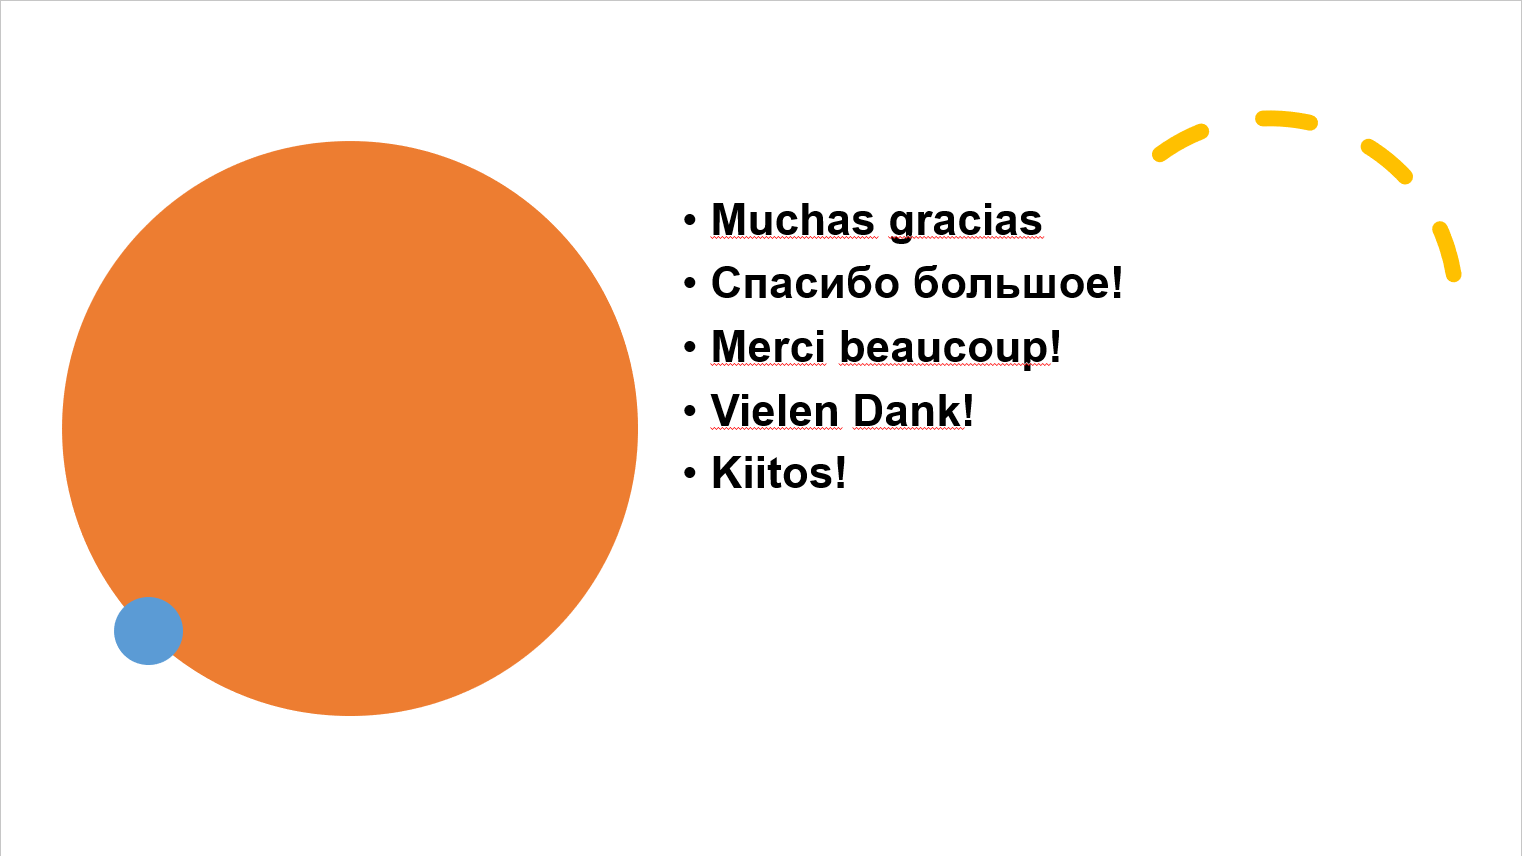 • Muchas gracias
• Спасибо большое!
• Merci beaucoup!
• Vielen Dank!
• Kiitos!